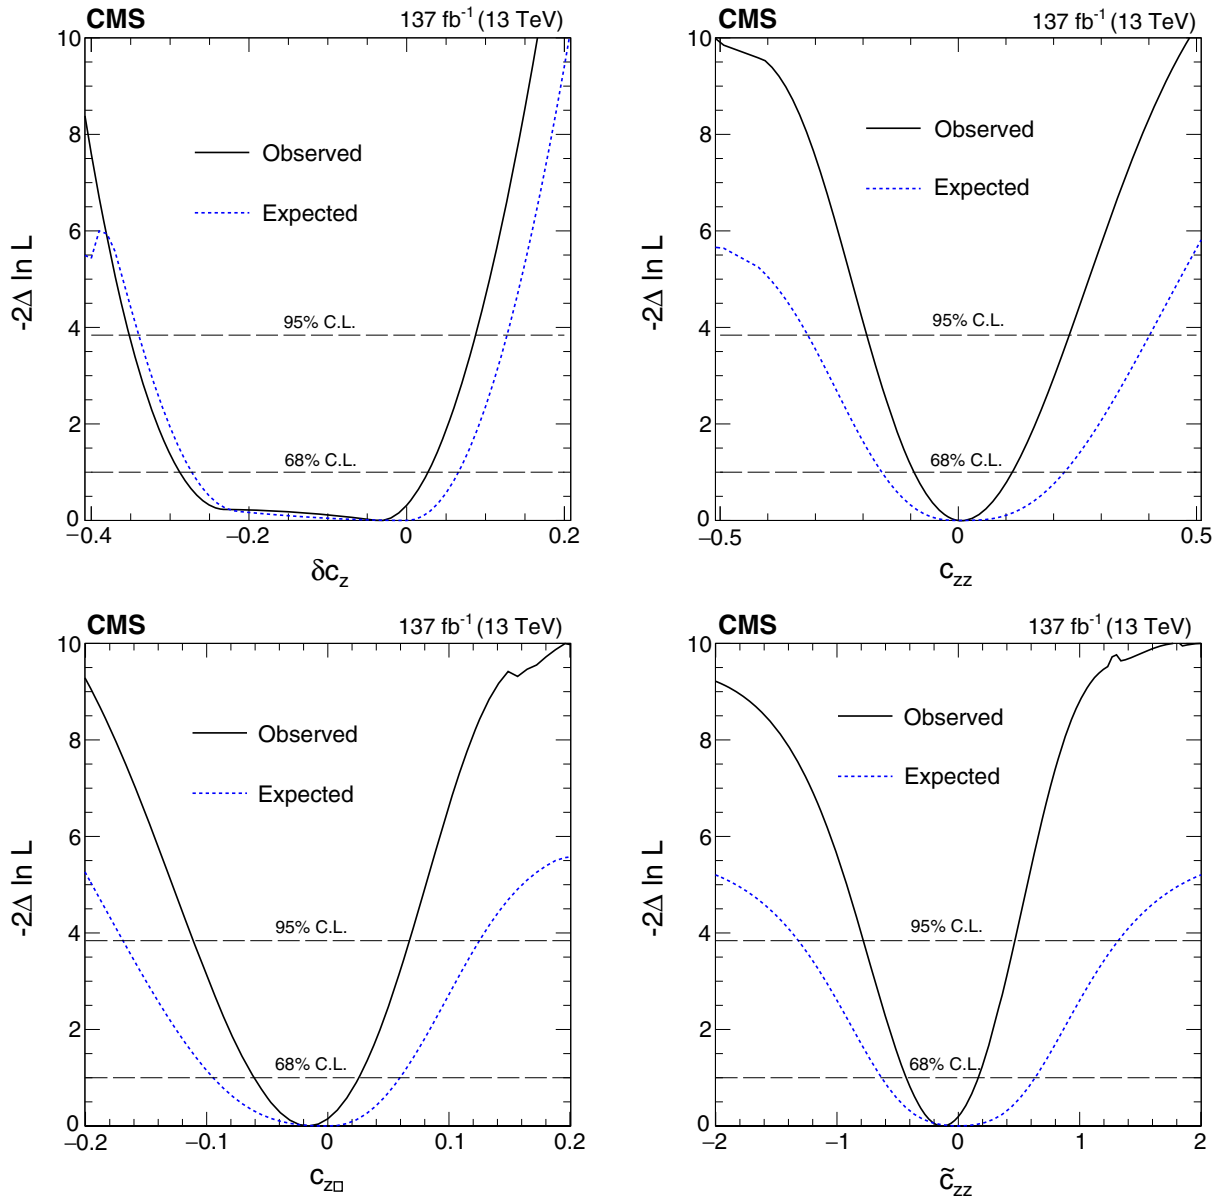 CMS 137 fb⁻¹ (13 TeV)
10
8
6
4
2
0
-2Δ ln L
Observed
Expected
95% C.L.
68% C.L.
−0.4 −0.2 0 0.2
δc_z
CMS 137 fb⁻¹ (13 TeV)
10
8
6
4
2
0
-2Δ ln L
Observed
Expected
95% C.L.
68% C.L.
−0.5 0 0.5
c_zz
CMS 137 fb⁻¹ (13 TeV)
10
8
6
4
2
0
-2Δ ln L
Observed
Expected
95% C.L.
68% C.L.
−0.2 −0.1 0 0.1 0.2
c_z□
CMS 137 fb⁻¹ (13 TeV)
10
8
6
4
2
0
-2Δ ln L
Observed
Expected
95% C.L.
68% C.L.
−2 −1 0 1 2
c̃_zz